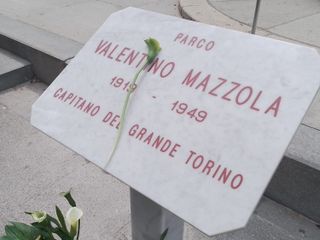 PARCO
VALENTINO MAZZOLA
1919 - 1949
CAPITANO DEL GRANDE TORINO